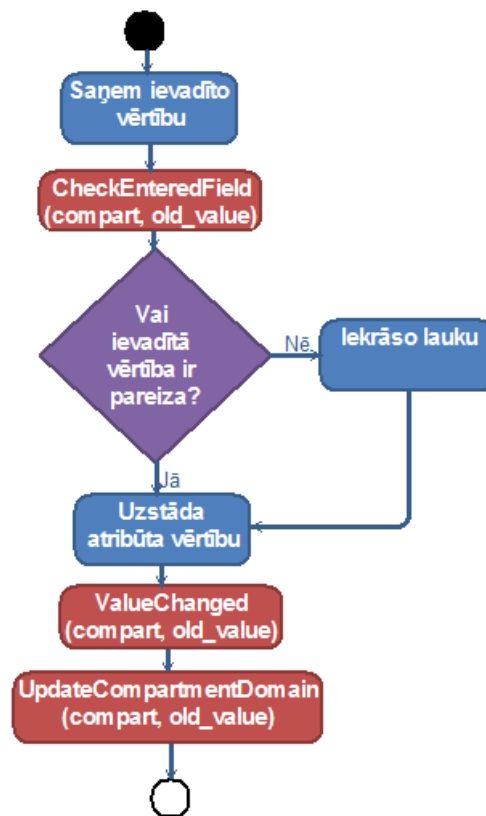 Saņem ievadīto
vērtību
CheckEnteredField
(compart, old_value)
Vai
ievadītā
vērtība ir
pareiza?
Nē
Iekrāso lauku
Jā
Uzstāda
atribūta vērtību
ValueChanged
(compart, old_value)
UpdateCompartmentDomain
(compart, old_value)